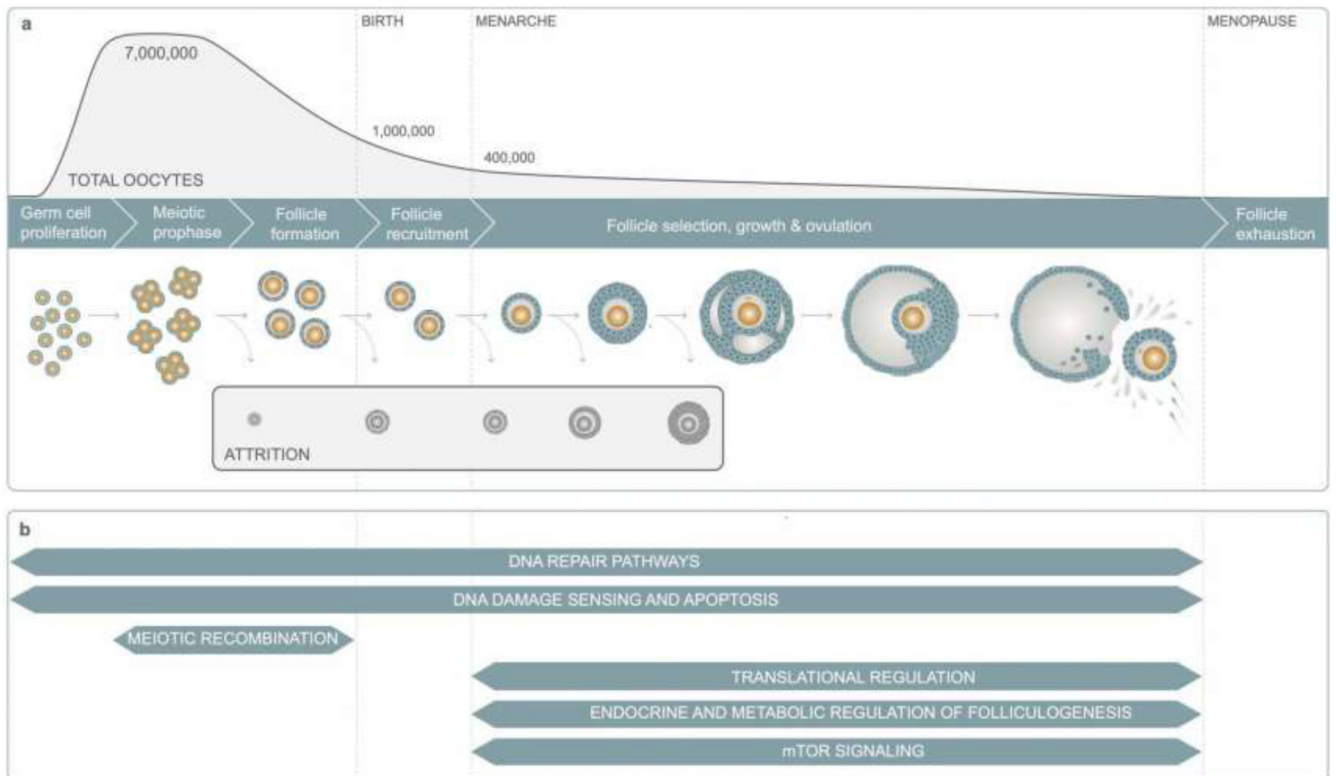 a
BIRTH
MENARCHE
MENOPAUSE
7,000,000
1,000,000
400,000
TOTAL OOCYTES
Germ cell
proliferation
Meiotic
prophase
Follicle
formation
Follicle
recruitment
Follicle selection, growth & ovulation
Follicle
exhaustion
ATTRITION
b
DNA REPAIR PATHWAYS
DNA DAMAGE SENSING AND APOPTOSIS
MEIOTIC RECOMBINATION
TRANSLATIONAL REGULATION
ENDOCRINE AND METABOLIC REGULATION OF FOLLICULOGENESIS
mTOR SIGNALING